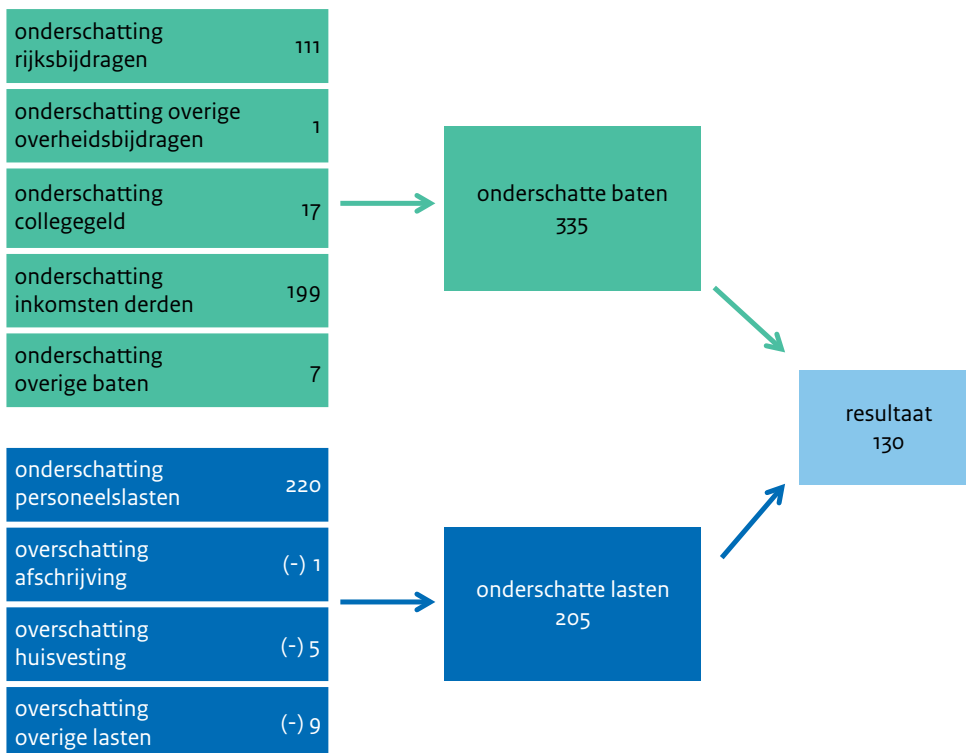 onderschatting
rijksbijdragen 111
onderschatting overige
overheidsbijdragen 1
onderschatting
collegegeld 17
onderschatting
inkomsten derden 199
onderschatting
overige baten 7
onderschatte baten
335
resultaat
130
onderschatting
personeelslasten 220
overschatting
afschrijving (-) 1
overschatting
huisvesting (-) 5
overschatting
overige lasten (-) 9
onderschatte lasten
205